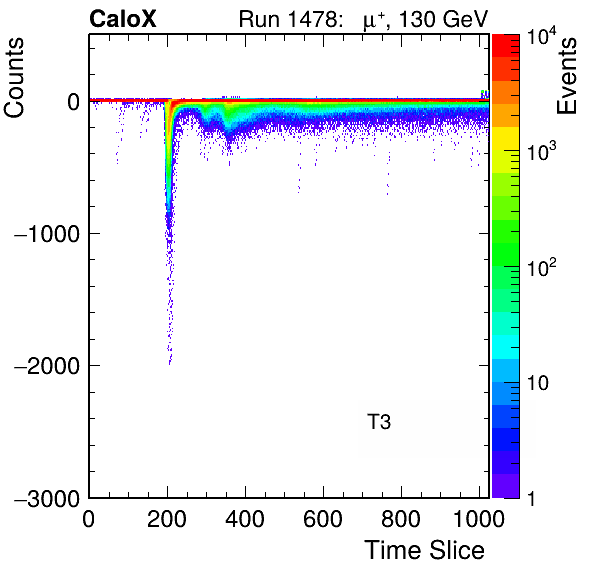 CaloX Run 1478: μ⁺, 130 GeV
Counts
Events
0
−1000
−2000
−3000
0 200 400 600 800 1000
Time Slice
T3
10⁴
10³
10²
10
1